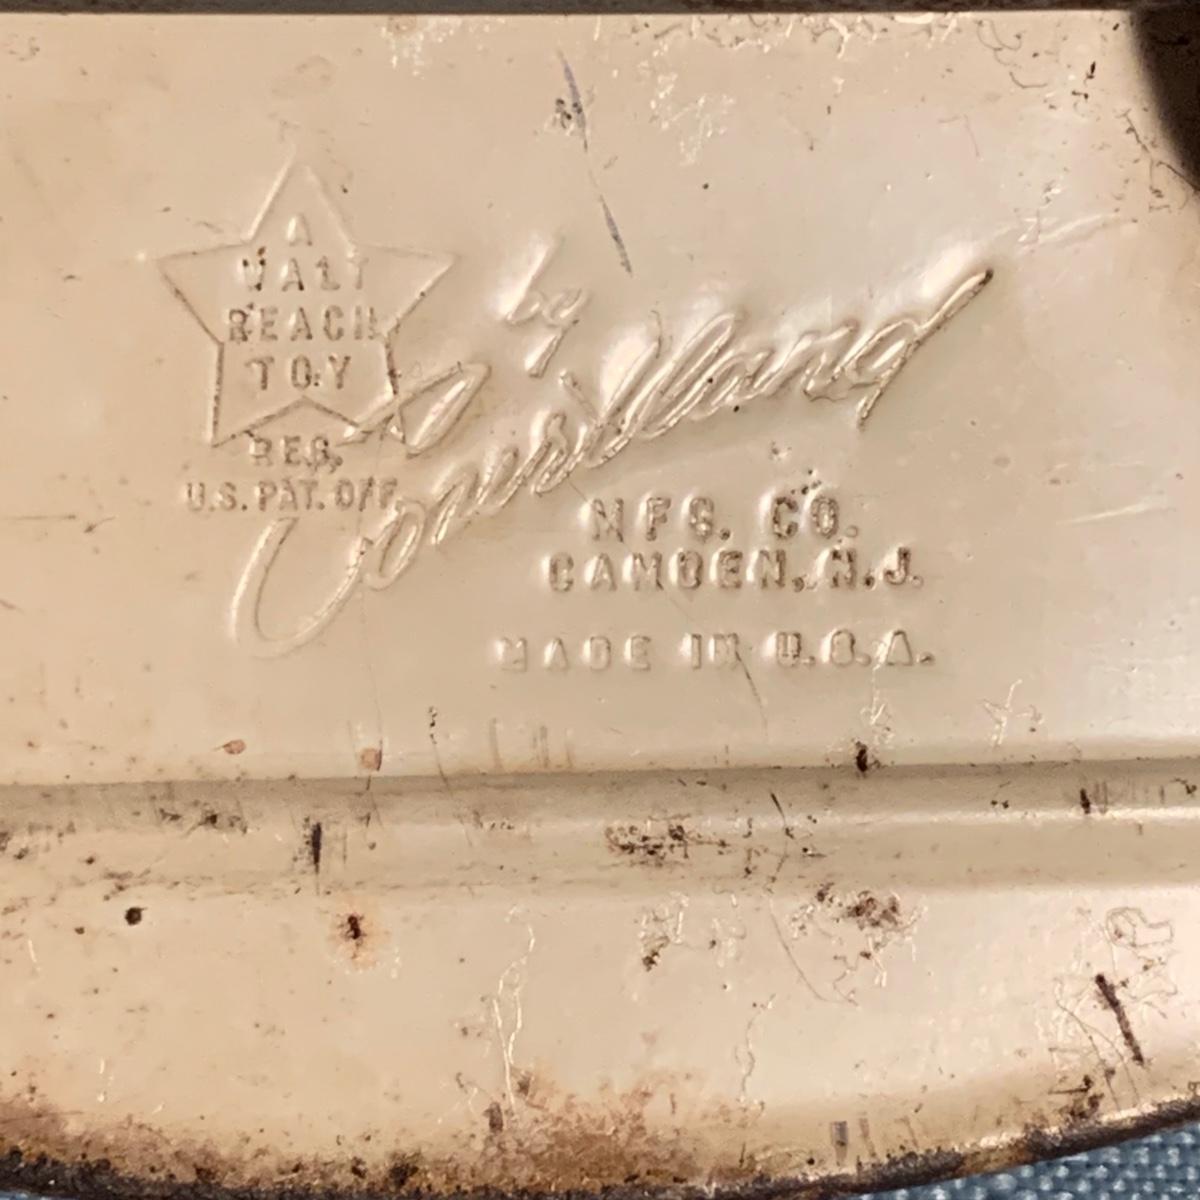 A
WALT
REACH
TOY
REG.
U.S. PAT. OFF.
by
Courtland
MFG. CO.
CAMDEN, N.J.
MADE IN U.S.A.